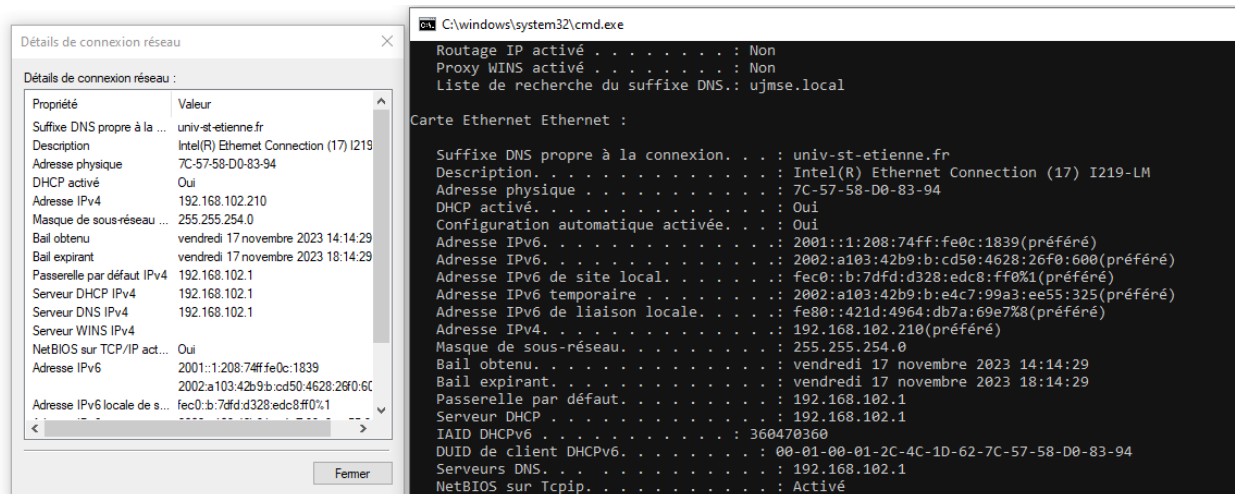 Détails de connexion réseau
Détails de connexion réseau :
Propriété Valeur
Suffixe DNS propre à la ... univ-st-etienne.fr
Description Intel(R) Ethernet Connection (17) I219
Adresse physique 7C-57-58-D0-83-94
DHCP activé Oui
Adresse IPv4 192.168.102.210
Masque de sous-réseau ... 255.255.254.0
Bail obtenu vendredi 17 novembre 2023 14:14:29
Bail expirant vendredi 17 novembre 2023 18:14:29
Passerelle par défaut IPv4 192.168.102.1
Serveur DHCP IPv4 192.168.102.1
Serveur DNS IPv4 192.168.102.1
Serveur WINS IPv4
NetBIOS sur TCP/IP act... Oui
Adresse IPv6 2001::1:208:74ff:fe0c:1839
2002:a103:42b9:b:cd50:4628:26f0:60
Adresse IPv6 locale de s... fec0::b:7dfd:d328:edc8:ff0%1
Fermer
C:\windows\system32\cmd.exe
Routage IP activé . . . . . . . . : Non
Proxy WINS activé . . . . . . . . : Non
Liste de recherche du suffixe DNS.: ujmse.local
Carte Ethernet Ethernet :
Suffixe DNS propre à la connexion. . . : univ-st-etienne.fr
Description. . . . . . . . . . . . . . : Intel(R) Ethernet Connection (17) I219-LM
Adresse physique . . . . . . . . . . . : 7C-57-58-D0-83-94
DHCP activé. . . . . . . . . . . . . . : Oui
Configuration automatique activée. . . : Oui
Adresse IPv6. . . . . . . . . . . . . .: 2001::1:208:74ff:fe0c:1839(préféré)
Adresse IPv6. . . . . . . . . . . . . .: 2002:a103:42b9:b:cd50:4628:26f0:600(préféré)
Adresse IPv6 de site local. . . . . . .: fec0::b:7dfd:d328:edc8:ff0%1(préféré)
Adresse IPv6 temporaire . . . . . . . .: 2002:a103:42b9:b:e4c7:99a3:ee55:325(préféré)
Adresse IPv6 de liaison locale. . . . .: fe80::421d:4964:db7a:69e7%8(préféré)
Adresse IPv4. . . . . . . . . . . . . .: 192.168.102.210(préféré)
Masque de sous-réseau. . . . . . . . . : 255.255.254.0
Bail obtenu. . . . . . . . . . . . . . : vendredi 17 novembre 2023 14:14:29
Bail expirant. . . . . . . . . . . . . : vendredi 17 novembre 2023 18:14:29
Passerelle par défaut. . . . . . . . . : 192.168.102.1
Serveur DHCP . . . . . . . . . . . . . : 192.168.102.1
IAID DHCPv6 . . . . . . . . . . . : 360470360
DUID de client DHCPv6. . . . . . . . : 00-01-00-01-2C-4C-1D-62-7C-57-58-D0-83-94
Serveurs DNS. . . . . . . . . . . . . : 192.168.102.1
NetBIOS sur Tcpip. . . . . . . . . . . : Activé